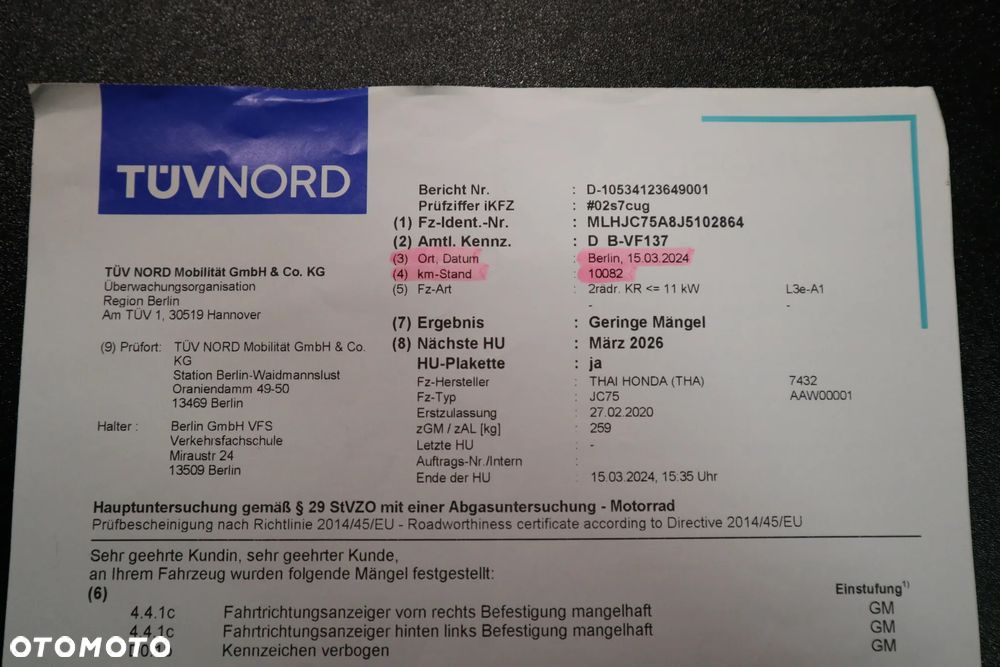 TÜVNORD
Bericht Nr. : D-10534123649001
Prüfziffer iKFZ : #02s7cug
(1) Fz-Ident.-Nr. : MLHJC75A8J5102864
(2) Amtl. Kennz. : D B-VF137
(3) Ort, Datum : Berlin, 15.03.2024
(4) km-Stand : 10082
(5) Fz-Art : 2rädr. KR <= 11 kW L3e-A1
- -
(7) Ergebnis : Geringe Mängel
(8) Nächste HU : März 2026
HU-Plakette : ja
Fz-Hersteller : THAI HONDA (THA) 7432
Fz-Typ : JC75 AAW00001
Erstzulassung : 27.02.2020
zGM / zAL [kg] : 259
Letzte HU : -
Auftrags-Nr./Intern :
Ende der HU : 15.03.2024, 15:35 Uhr
TÜV NORD Mobilität GmbH & Co. KG
Überwachungsorganisation
Region Berlin
Am TÜV 1, 30519 Hannover
(9) Prüfort: TÜV NORD Mobilität GmbH & Co.
KG
Station Berlin-Waidmannslust
Oraniendamm 49-50
13469 Berlin
Halter : Berlin GmbH VFS
Verkehrsfachschule
Miraustr 24
13509 Berlin
Hauptuntersuchung gemäß § 29 StVZO mit einer Abgasuntersuchung - Motorrad
Prüfbescheinigung nach Richtlinie 2014/45/EU - Roadworthiness certificate according to Directive 2014/45/EU
Sehr geehrte Kundin, sehr geehrter Kunde,
an Ihrem Fahrzeug wurden folgende Mängel festgestellt:
(6) Einstufung1)
4.4.1c Fahrtrichtungsanzeiger vorn rechts Befestigung mangelhaft GM
4.4.1c Fahrtrichtungsanzeiger hinten links Befestigung mangelhaft GM
Kennzeichen verbogen GM
OTOMOTO